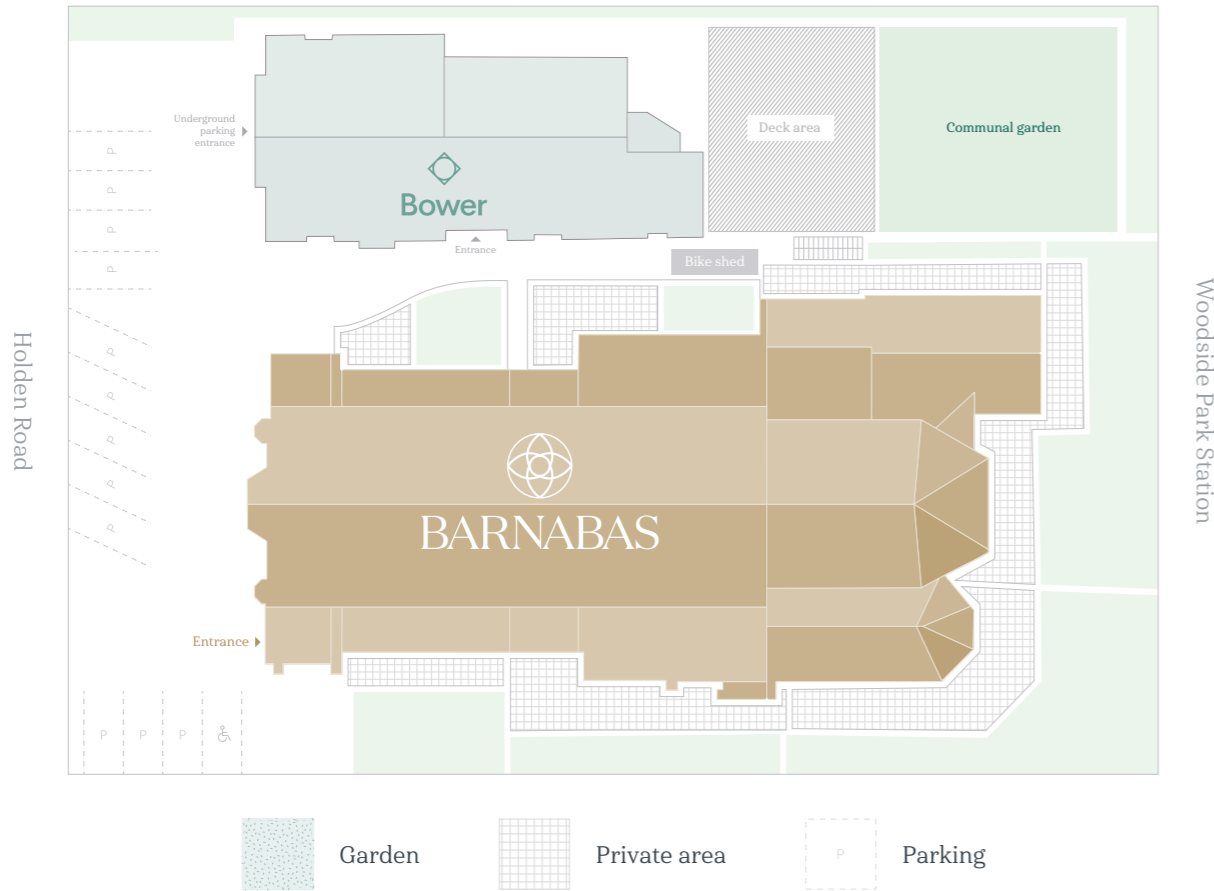 Underground
parking
entrance
Deck area
Communal garden
Bower
Entrance
Bike shed
Holden Road
Woodside Park Station
P
P
P
P
P
P
P
P
P
BARNABAS
Entrance
P P P
Garden
Private area
P
Parking